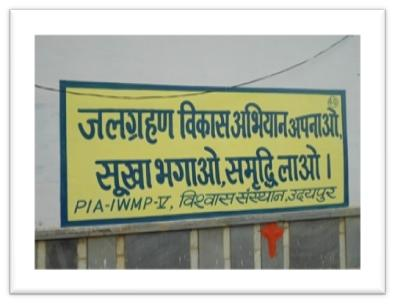 जलग्रहण विकास अभियान अपनाओ,
सूखा भगाओ, समृद्धि लाओ ।
PIA-IWMP-V, विश्वास संस्थान, उदयपुर